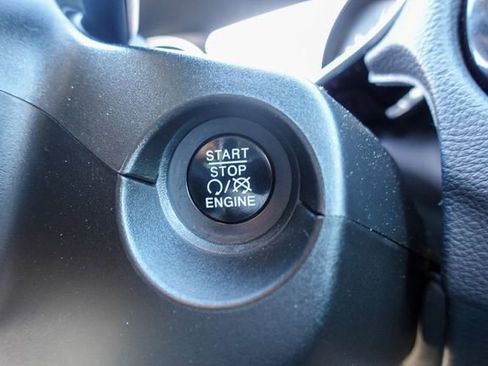 START
STOP
/
ENGINE